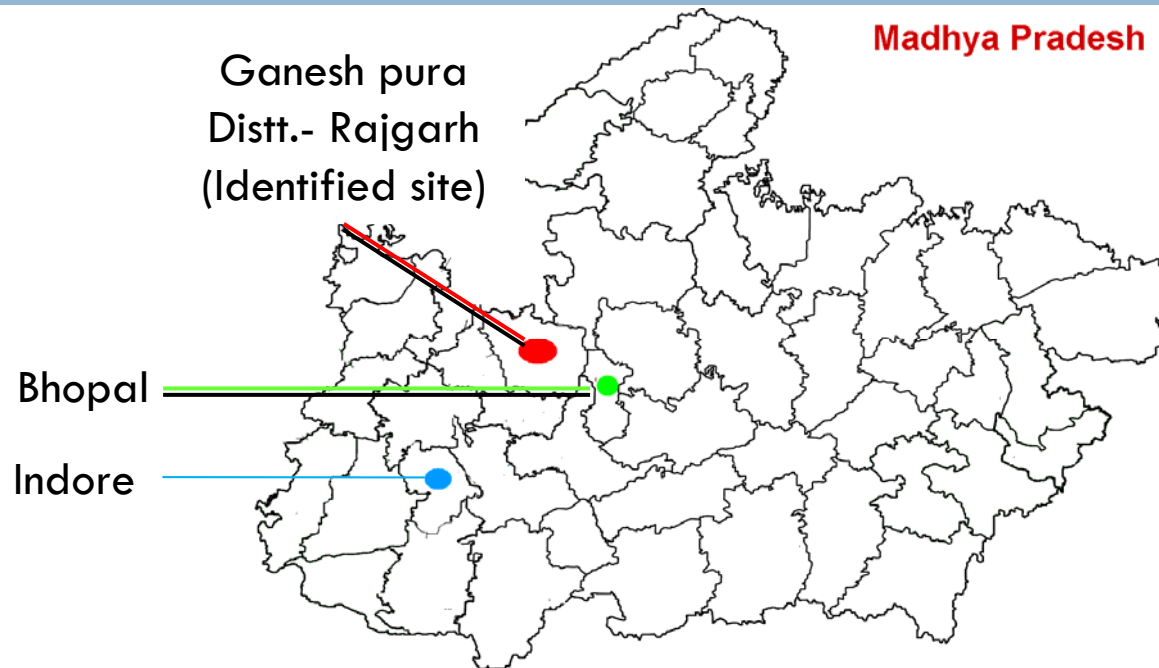 Madhya Pradesh
Ganesh pura
Distt.- Rajgarh
(Identified site)
Bhopal
Indore